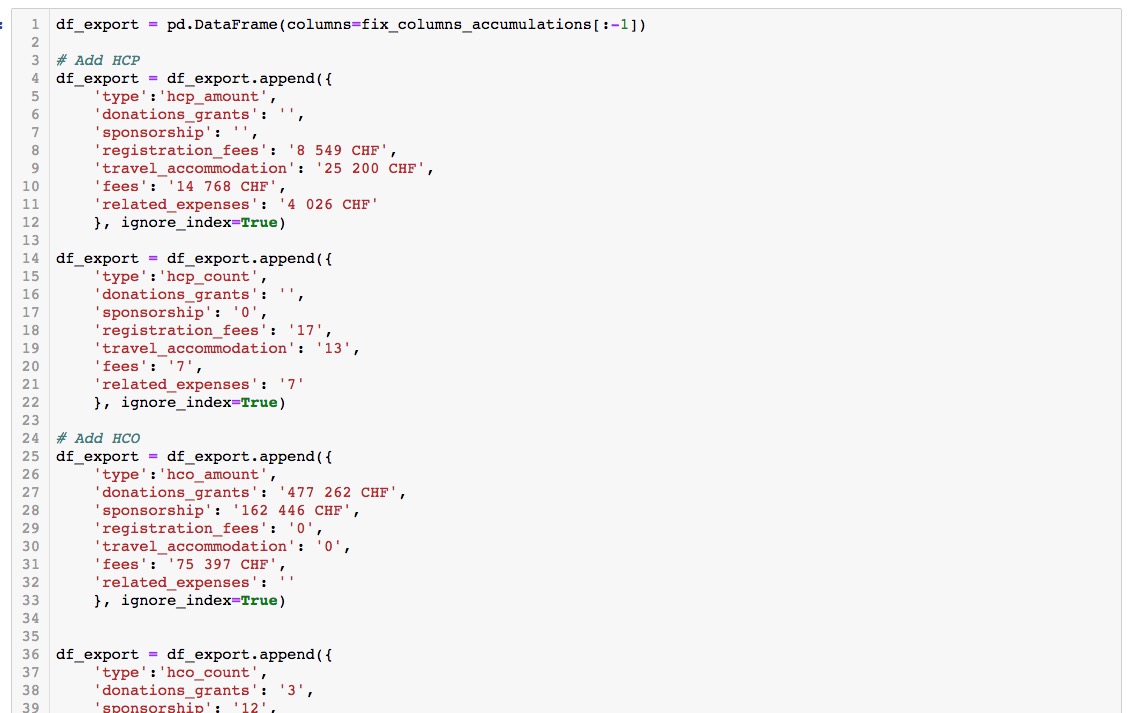 1 df_export = pd.DataFrame(columns=fix_columns_accumulations[:-1])
2
3 # Add HCP
4 df_export = df_export.append({
5 'type':'hcp_amount',
6 'donations_grants': '',
7 'sponsorship': '',
8 'registration_fees': '8 549 CHF',
9 'travel_accommodation': '25 200 CHF',
10 'fees': '14 768 CHF',
11 'related_expenses': '4 026 CHF'
12 }, ignore_index=True)
13
14 df_export = df_export.append({
15 'type':'hcp_count',
16 'donations_grants': '',
17 'sponsorship': '0',
18 'registration_fees': '17',
19 'travel_accommodation': '13',
20 'fees': '7',
21 'related_expenses': '7'
22 }, ignore_index=True)
23
24 # Add HCO
25 df_export = df_export.append({
26 'type':'hco_amount',
27 'donations_grants': '477 262 CHF',
28 'sponsorship': '162 446 CHF',
29 'registration_fees': '0',
30 'travel_accommodation': '0',
31 'fees': '75 397 CHF',
32 'related_expenses': ''
33 }, ignore_index=True)
34
35
36 df_export = df_export.append({
37 'type':'hco_count',
38 'donations_grants': '3',
39 'sponsorship': '12',